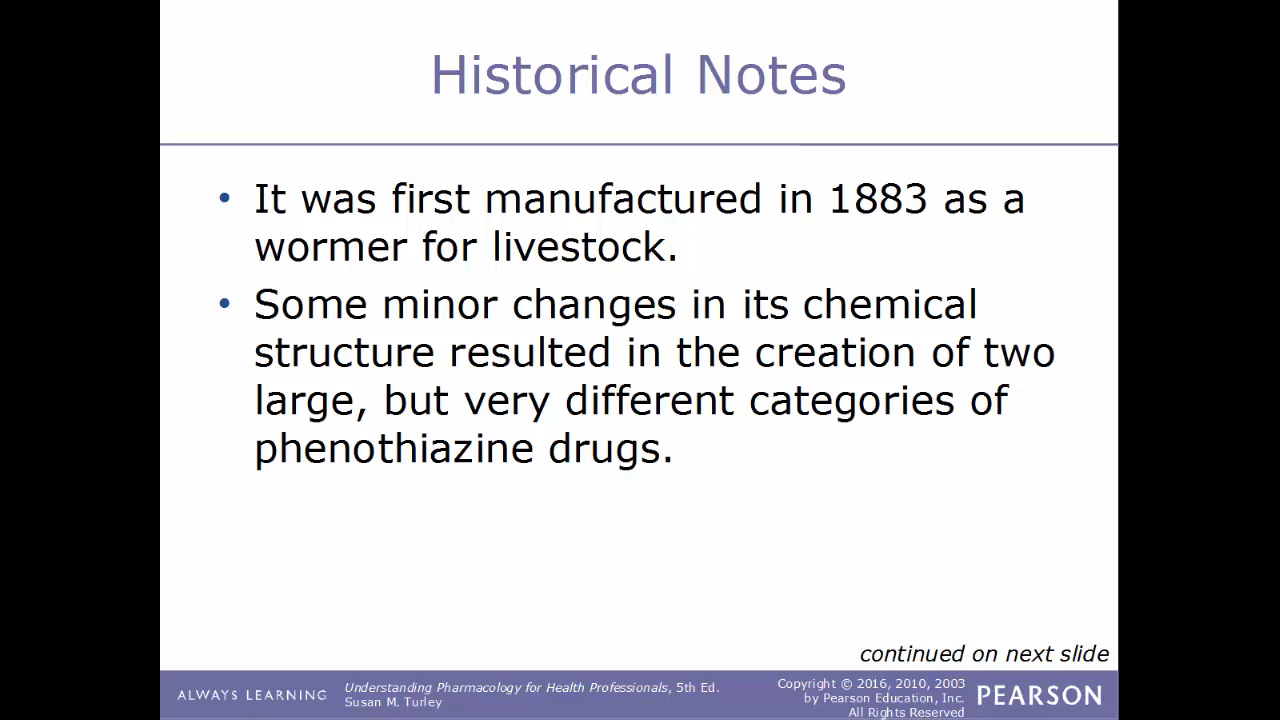 Historical Notes
• It was first manufactured in 1883 as a
wormer for livestock.
• Some minor changes in its chemical
structure resulted in the creation of two
large, but very different categories of
phenothiazine drugs.
continued on next slide
ALWAYS LEARNING
Understanding Pharmacology for Health Professionals, 5th Ed.
Susan M. Turley
Copyright © 2016, 2010, 2003
by Pearson Education, Inc.
All Rights Reserved
PEARSON